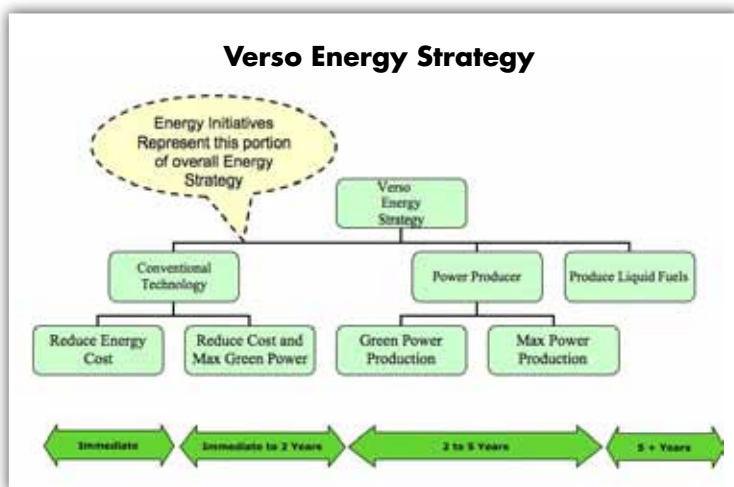 Verso Energy Strategy
Energy Initiatives
Represent this portion
of overall Energy
Strategy
Verso
Energy
Strategy
Conventional
Technology
Power Producer
Produce Liquid Fuels
Reduce Energy
Cost
Reduce Cost and
Max Green Power
Green Power
Production
Max Power
Production
Immediate
Immediate to 2 Years
2 to 5 Years
5 + Years